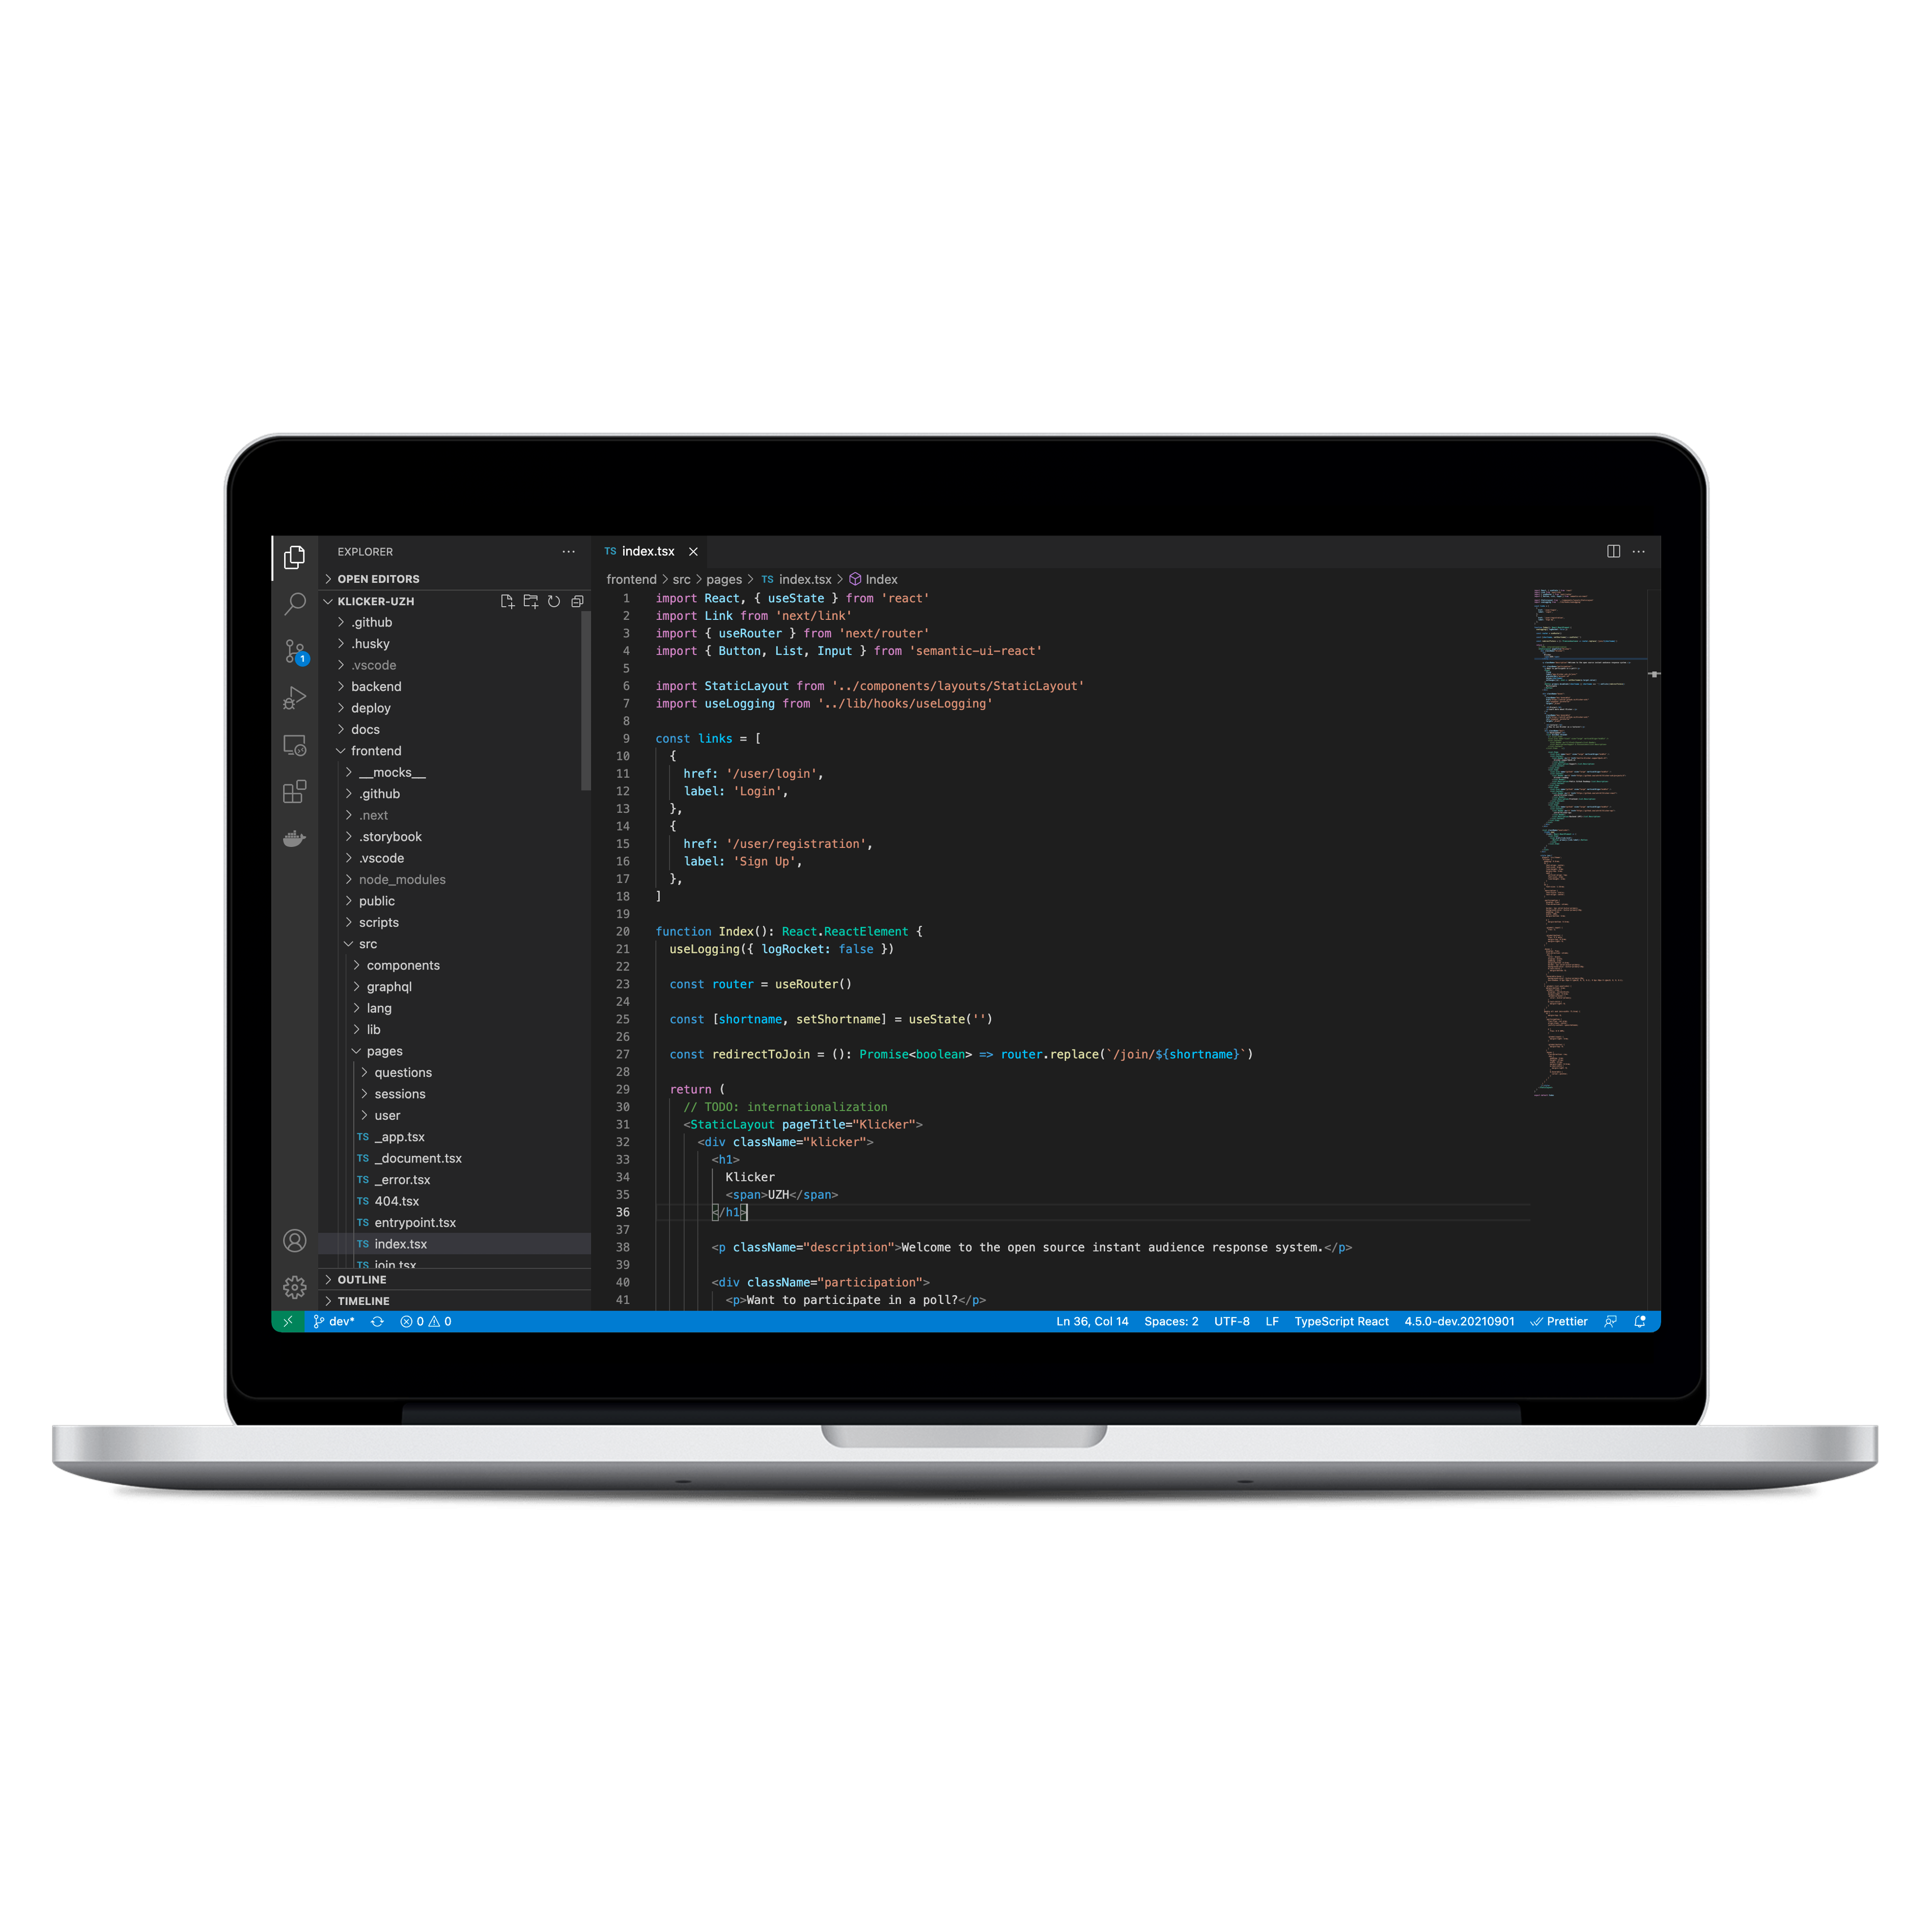 EXPLORER
OPEN EDITORS
KLICKER-UZH
.github
.husky
.vscode
backend
deploy
docs
frontend
__mocks__
.github
.next
.storybook
.vscode
node_modules
public
scripts
src
components
graphql
lang
lib
pages
questions
sessions
user
TS _app.tsx
TS _document.tsx
TS _error.tsx
TS 404.tsx
TS entrypoint.tsx
TS index.tsx
TS join.tsx
OUTLINE
TIMELINE
1
TS index.tsx
frontend > src > pages > TS index.tsx > Index
1 import React, { useState } from 'react'
2 import Link from 'next/link'
3 import { useRouter } from 'next/router'
4 import { Button, List, Input } from 'semantic-ui-react'
5
6 import StaticLayout from '../components/layouts/StaticLayout'
7 import useLogging from '../lib/hooks/useLogging'
8
9 const links = [
10 {
11 href: '/user/login',
12 label: 'Login',
13 },
14 {
15 href: '/user/registration',
16 label: 'Sign Up',
17 },
18 ]
19
20 function Index(): React.ReactElement {
21 useLogging({ logRocket: false })
22
23 const router = useRouter()
24
25 const [shortname, setShortname] = useState('')
26
27 const redirectToJoin = (): Promise<boolean> => router.replace(`/join/${shortname}`)
28
29 return (
30 // TODO: internationalization
31 <StaticLayout pageTitle="Klicker">
32 <div className="klicker">
33 <h1>
34 Klicker
35 <span>UZH</span>
36 </h1>
37
38 <p className="description">Welcome to the open source instant audience response system.</p>
39
40 <div className="participation">
41 <p>Want to participate in a poll?</p>
dev* 0 0 Ln 36, Col 14 Spaces: 2 UTF-8 LF TypeScript React 4.5.0-dev.20210901 Prettier